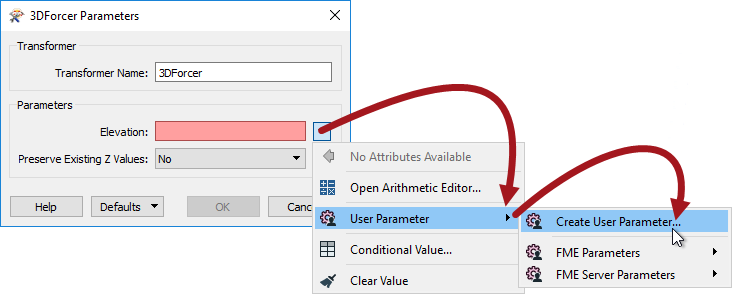 3DForcer Parameters
Transformer
Transformer Name: 3DForcer
Parameters
Elevation:
Preserve Existing Z Values: No
Help Defaults OK Canc
No Attributes Available
Open Arithmetic Editor...
User Parameter
Conditional Value...
Clear Value
Create User Parameter...
FME Parameters
FME Server Parameters